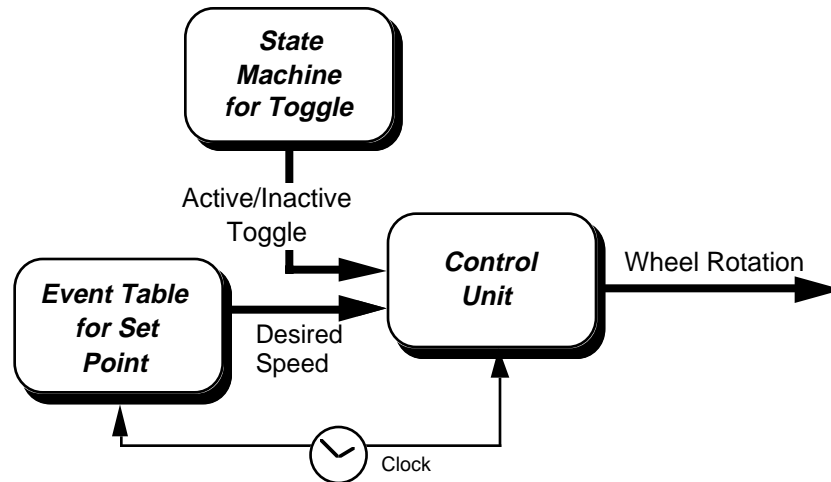 State
Machine
for Toggle
Active/Inactive
Toggle
Control
Unit
Wheel Rotation
Event Table
for Set
Point
Desired
Speed
Clock